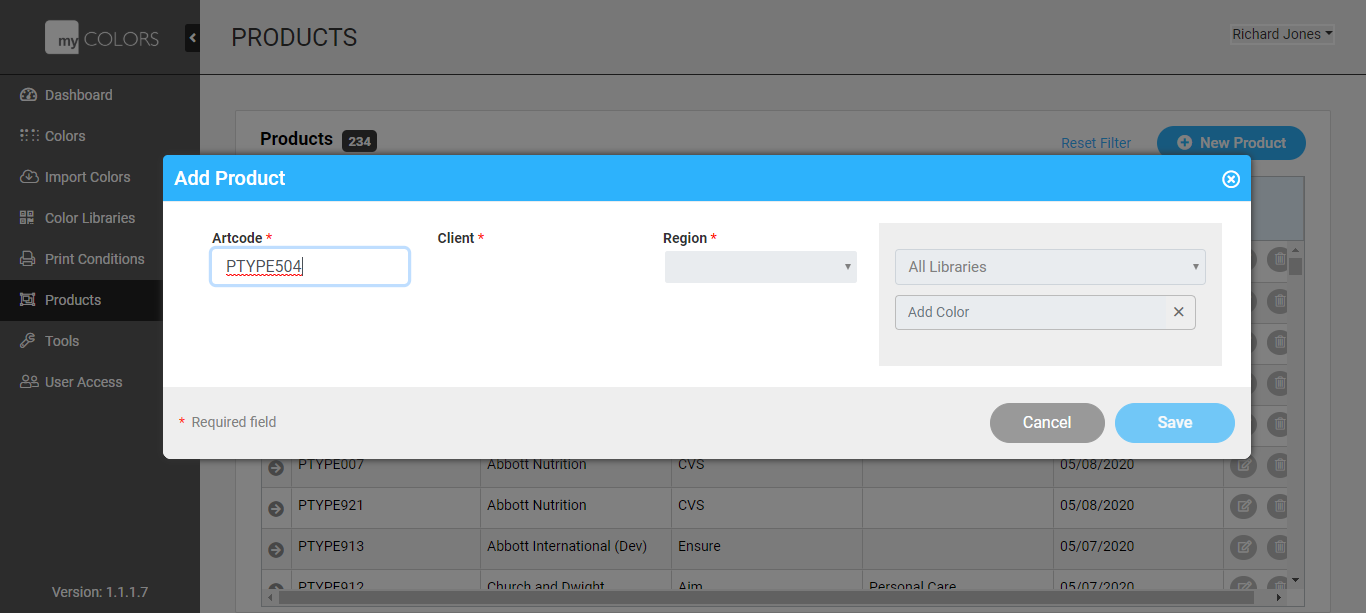 my COLORS
PRODUCTS
Richard Jones
Dashboard
Colors
Import Colors
Color Libraries
Print Conditions
Products
Tools
User Access
Version: 1.1.1.7
Products 234
Reset Filter
New Product
Add Product
Artcode *
Client *
Region *
PTYPE504
All Libraries
Add Color
* Required field
Cancel
Save
PTYPE007 Abbott Nutrition CVS 05/08/2020
PTYPE921 Abbott Nutrition CVS 05/08/2020
PTYPE913 Abbott International (Dev) Ensure 05/07/2020
PTYPE912 Church and Dwight Aim Personal Care 05/07/2020